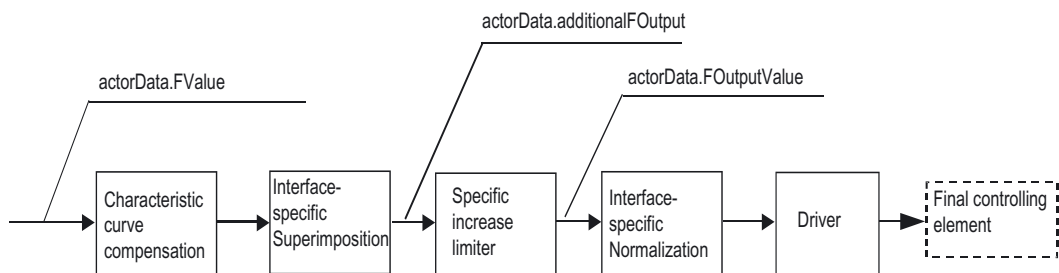 actorData.additionalFOutput
actorData.FValue
actorData.FOutputValue
Characteristic
curve
compensation
Interface-
specific
Superimposition
Specific
increase
limiter
Interface-
specific
Normalization
Driver
Final controlling
element